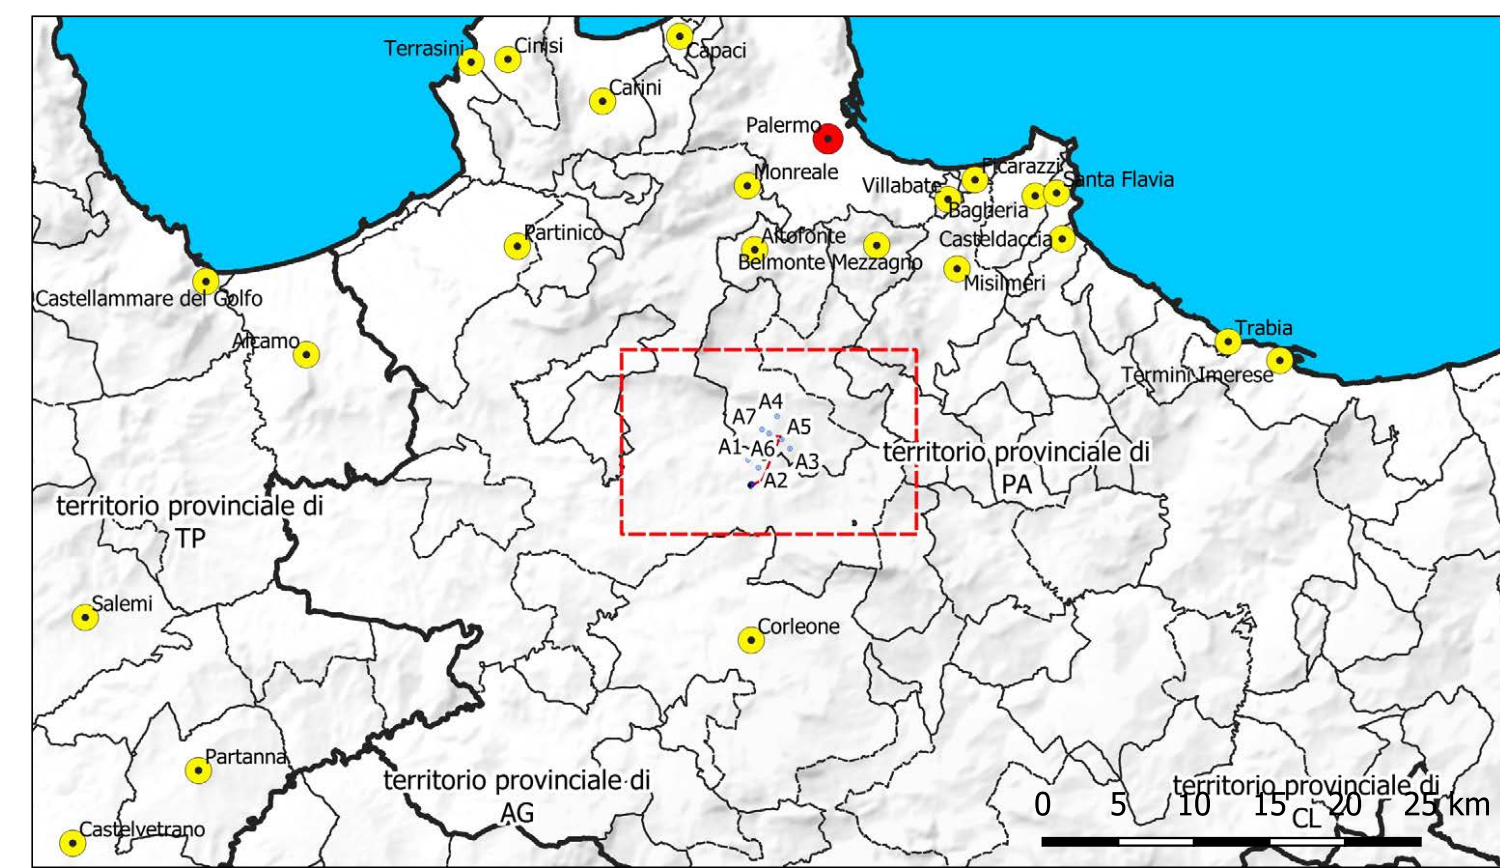 Terrasini
Cinisi
Capaci
Carini
Palermo
Monreale
Ficarazzi
Villabate
Santa Flavia
Bagheria
Partinico
Altofonte
Casteldaccia
Belmonte Mezzagno
Misilmeri
Castellammare del Golfo
Trabia
Alcamo
Termini Imerese
A4
A7
A5
A1
A6
A3
A2
territorio provinciale di
PA
territorio provinciale di
TP
Salemi
Corleone
Partanna
territorio provinciale di
AG
territorio provinciale di
CL
0 5 10 15 20 25 km
Castelvetrano